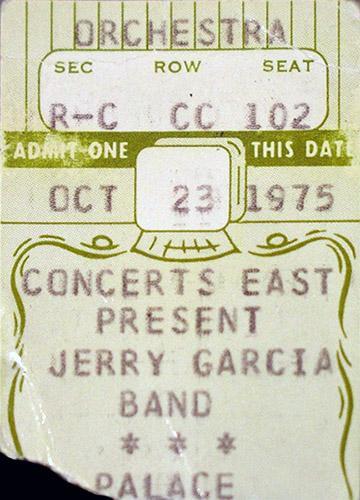 ORCHESTRA
SEC ROW SEAT
R-C CC 102
ADMIT ONE THIS DATE
OCT 23 1975
CONCERTS EAST
PRESENT
JERRY GARCIA
BAND
* * *
PALACE